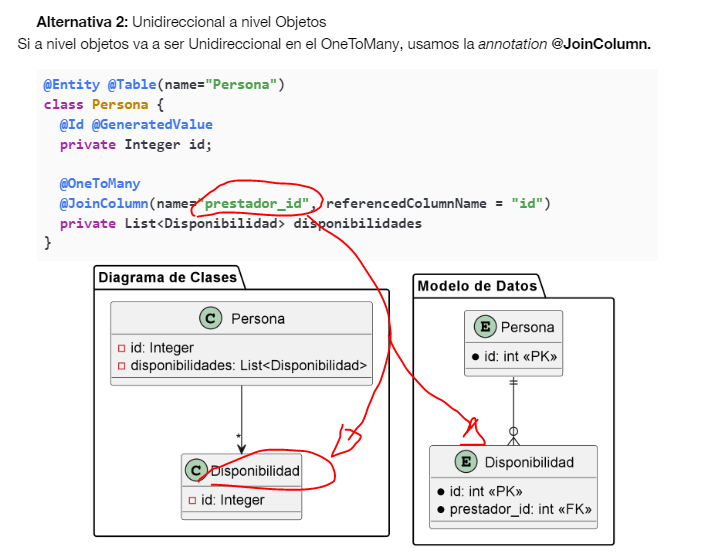 Alternativa 2: Unidireccional a nivel Objetos
Si a nivel objetos va a ser Unidireccional en el OneToMany, usamos la annotation @JoinColumn.
@Entity @Table(name="Persona")
class Persona {
@Id @GeneratedValue
private Integer id;
@OneToMany
@JoinColumn(name="prestador_id", referencedColumnName = "id")
private List<Disponibilidad> disponibilidades
}
Diagrama de Clases
C Persona
id: Integer
disponibilidades: List<Disponibilidad>
*
C Disponibilidad
id: Integer
Modelo de Datos
E Persona
id: int «PK»
E Disponibilidad
id: int «PK»
prestador_id: int «FK»